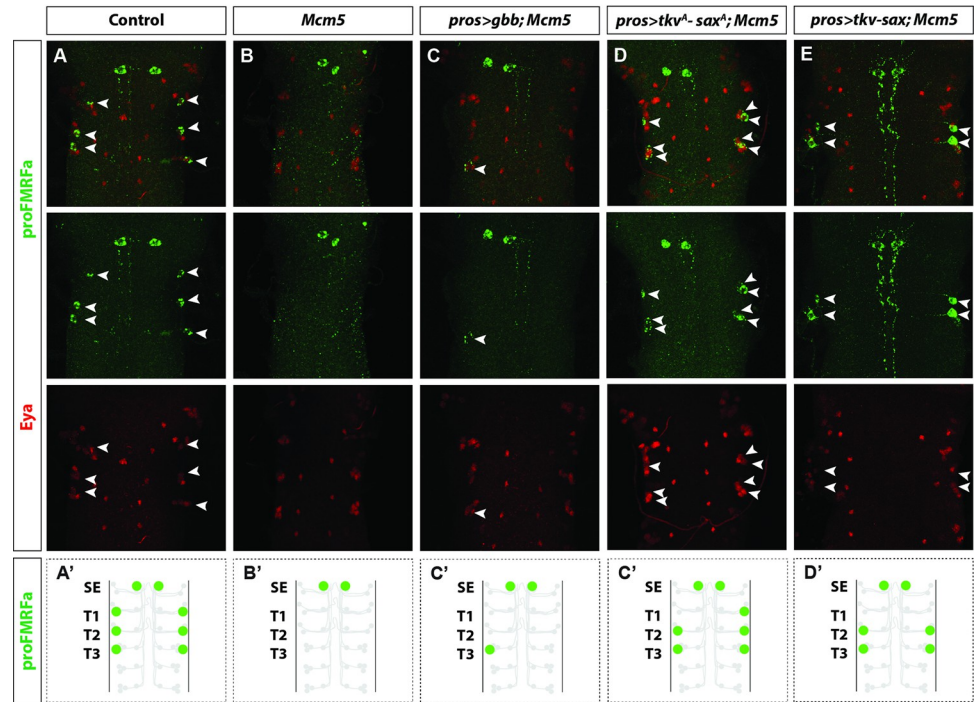 Control
Mcm5
pros>gbb; Mcm5
pros>tkvA- saxA; Mcm5
pros>tkv-sax; Mcm5
proFMRFa
Eya
A
B
C
D
E
proFMRFa
A’
SE
T1
T2
T3
B’
SE
T1
T2
T3
C’
SE
T1
T2
T3
C’
SE
T1
T2
T3
D’
SE
T1
T2
T3